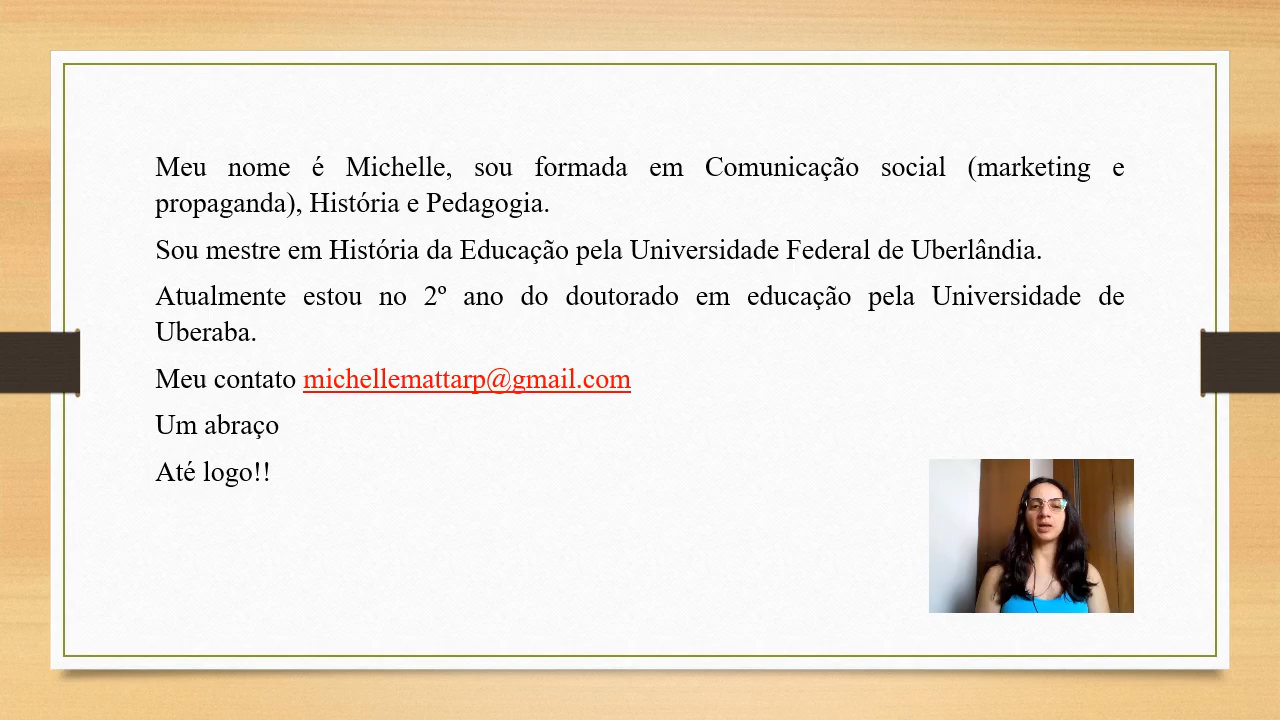 Meu nome é Michelle, sou formada em Comunicação social (marketing e
propaganda), História e Pedagogia.
Sou mestre em História da Educação pela Universidade Federal de Uberlândia.
Atualmente estou no 2º ano do doutorado em educação pela Universidade de
Uberaba.
Meu contato michellemattarp@gmail.com
Um abraço
Até logo!!